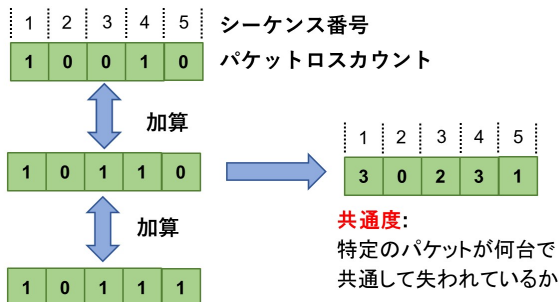 1 2 3 4 5 シーケンス番号
1 0 0 1 0 パケットロスカウント
加算
1 0 1 1 0
加算
1 0 1 1 1
1 2 3 4 5
3 0 2 3 1
共通度:
特定のパケットが何台で
共通して失われているか